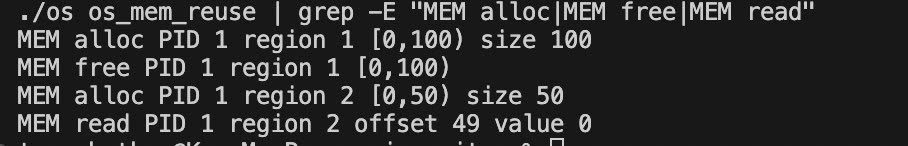 ./os os_mem_reuse | grep -E "MEM alloc|MEM free|MEM read"
MEM alloc PID 1 region 1 [0,100) size 100
MEM free PID 1 region 1 [0,100)
MEM alloc PID 1 region 2 [0,50) size 50
MEM read PID 1 region 2 offset 49 value 0